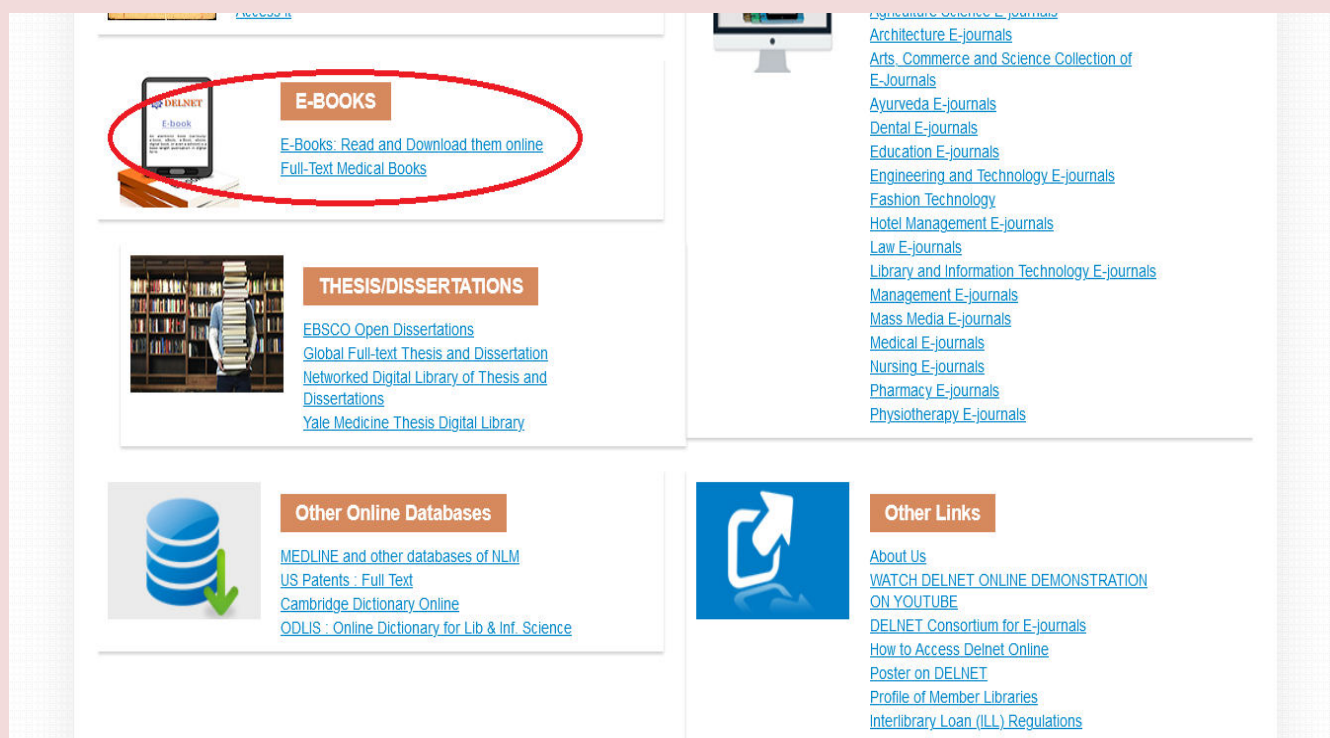 Access it
DELNET
E-book
E-BOOKS
E-Books: Read and Download them online
Full-Text Medical Books
THESIS/DISSERTATIONS
EBSCO Open Dissertations
Global Full-text Thesis and Dissertation
Networked Digital Library of Thesis and
Dissertations
Yale Medicine Thesis Digital Library
Other Online Databases
MEDLINE and other databases of NLM
US Patents : Full Text
Cambridge Dictionary Online
ODLIS : Online Dictionary for Lib & Inf. Science
Agriculture Science E-journals
Architecture E-journals
Arts, Commerce and Science Collection of
E-Journals
Ayurveda E-journals
Dental E-journals
Education E-journals
Engineering and Technology E-journals
Fashion Technology
Hotel Management E-journals
Law E-journals
Library and Information Technology E-journals
Management E-journals
Mass Media E-journals
Medical E-journals
Nursing E-journals
Pharmacy E-journals
Physiotherapy E-journals
Other Links
About Us
WATCH DELNET ONLINE DEMONSTRATION
ON YOUTUBE
DELNET Consortium for E-journals
How to Access Delnet Online
Poster on DELNET
Profile of Member Libraries
Interlibrary Loan (ILL) Regulations